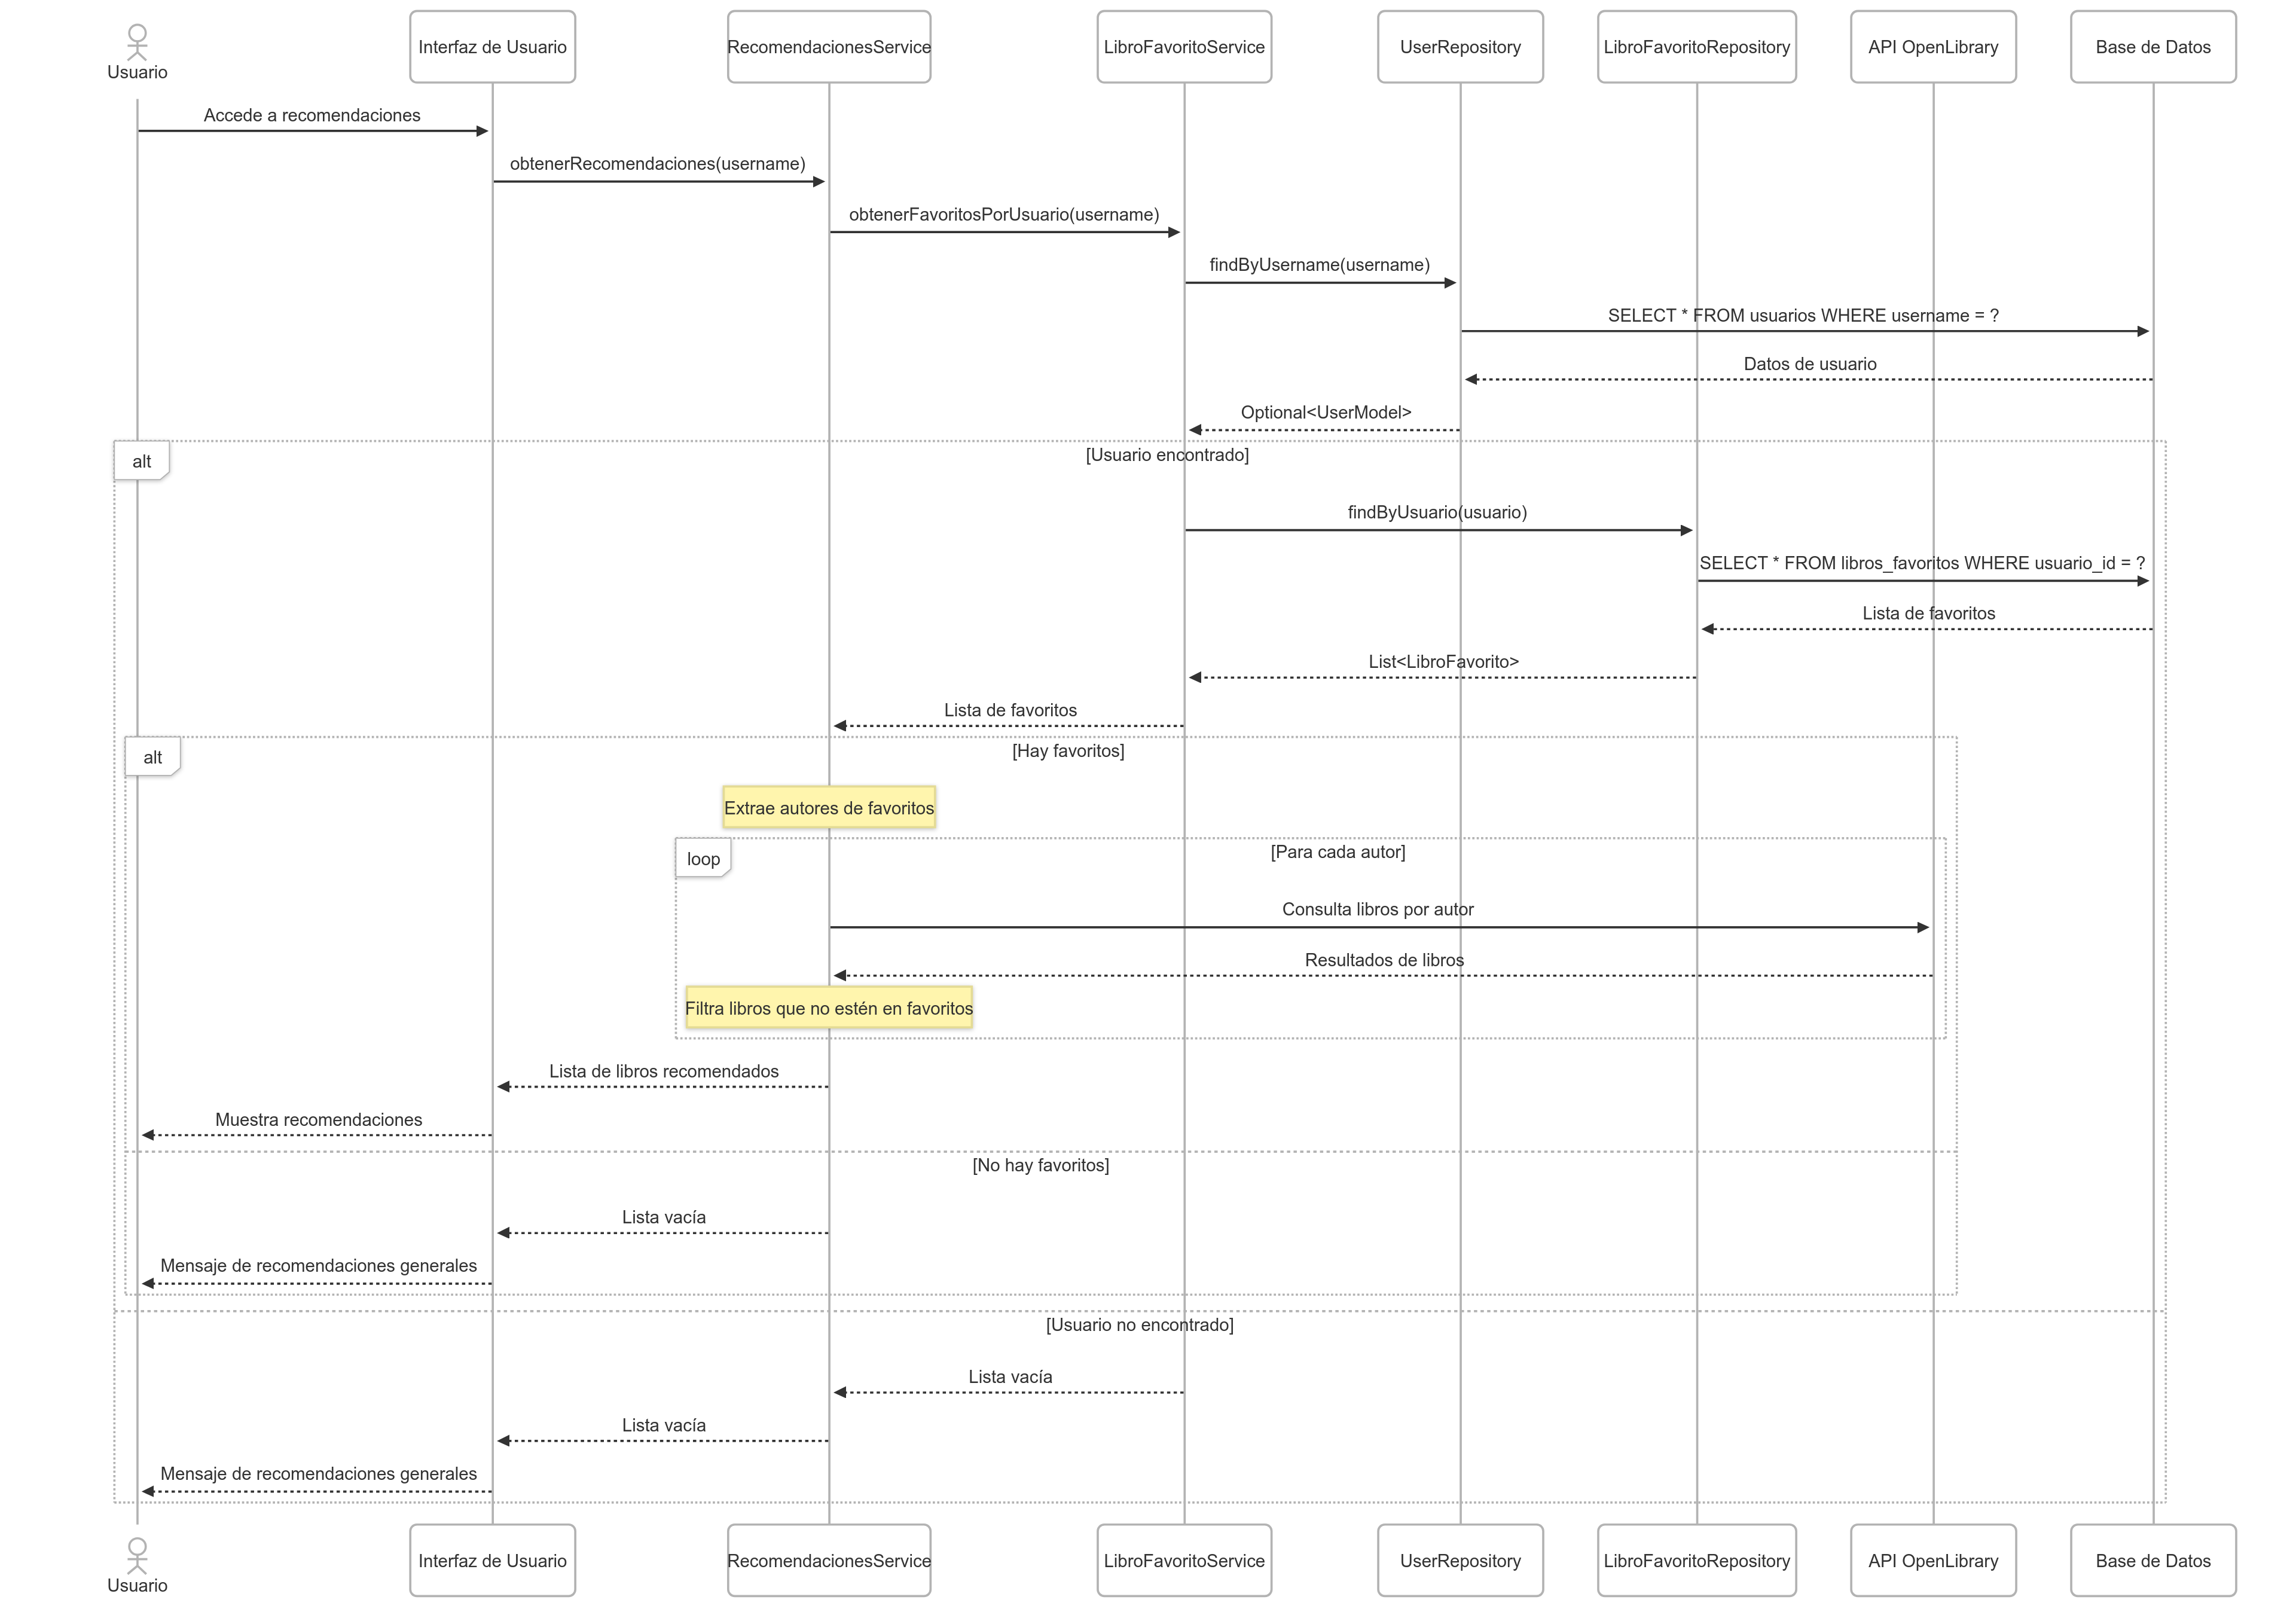 Usuario
Interfaz de Usuario
RecomendacionesService
LibroFavoritoService
UserRepository
LibroFavoritoRepository
API OpenLibrary
Base de Datos
Accede a recomendaciones
obtenerRecomendaciones(username)
obtenerFavoritosPorUsuario(username)
findByUsername(username)
SELECT * FROM usuarios WHERE username = ?
Datos de usuario
Optional<UserModel>
alt
[Usuario encontrado]
findByUsuario(usuario)
SELECT * FROM libros_favoritos WHERE usuario_id = ?
Lista de favoritos
List<LibroFavorito>
Lista de favoritos
alt
[Hay favoritos]
Extrae autores de favoritos
loop
[Para cada autor]
Consulta libros por autor
Resultados de libros
Filtra libros que no estén en favoritos
Lista de libros recomendados
Muestra recomendaciones
[No hay favoritos]
Lista vacía
Mensaje de recomendaciones generales
[Usuario no encontrado]
Lista vacía
Lista vacía
Mensaje de recomendaciones generales
Usuario
Interfaz de Usuario
RecomendacionesService
LibroFavoritoService
UserRepository
LibroFavoritoRepository
API OpenLibrary
Base de Datos